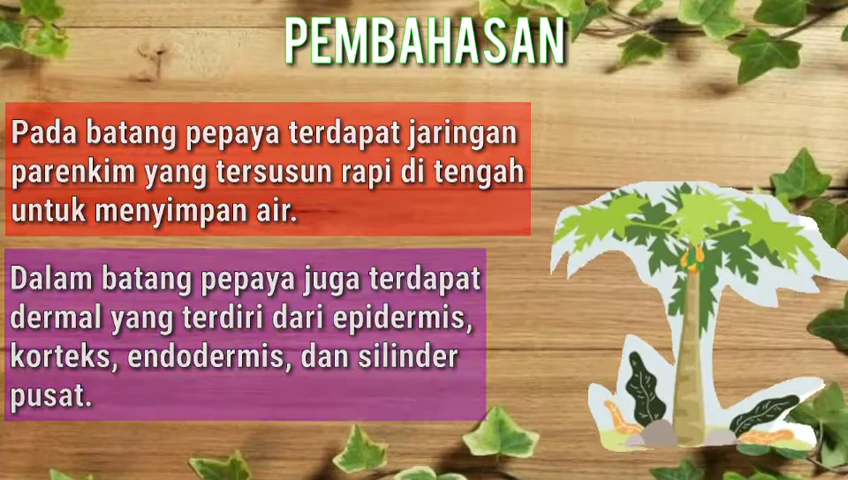 PEMBAHASAN
Pada batang pepaya terdapat jaringan
parenkim yang tersusun rapi di tengah
untuk menyimpan air.
Dalam batang pepaya juga terdapat
dermal yang terdiri dari epidermis,
korteks, endodermis, dan silinder
pusat.